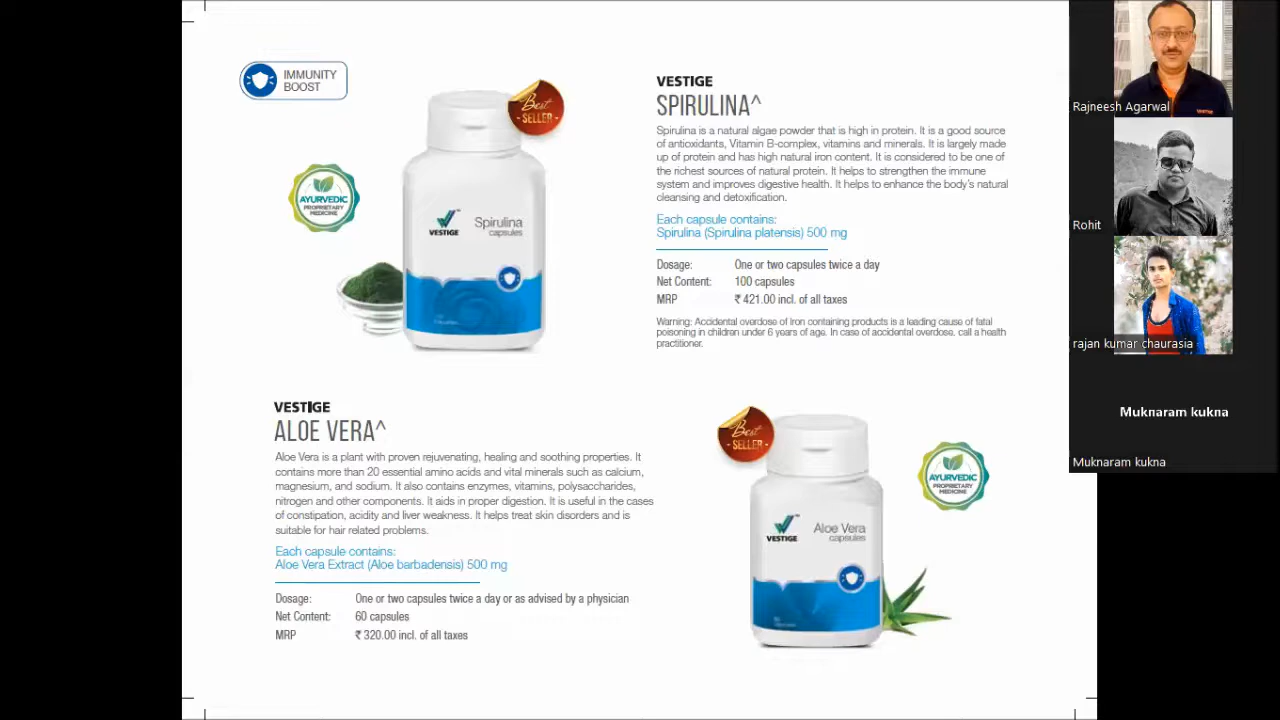 IMMUNITY
BOOST
Best
- SELLER -
AYURVEDIC
PROPRIETARY
MEDICINE
VESTIGE
Spirulina
capsules
VESTIGE
SPIRULINA^
Spirulina is a natural algae powder that is high in protein. It is a good source
of antioxidants, Vitamin B-complex, vitamins and minerals. It is largely made
up of protein and has high natural iron content. It is considered to be one of
the richest sources of natural protein. It helps to strengthen the immune
system and improves digestive health. It helps to enhance the body's natural
cleansing and detoxification.
Each capsule contains:
Spirulina (Spirulina platensis) 500 mg
Dosage: One or two capsules twice a day
Net Content: 100 capsules
MRP ₹ 421.00 incl. of all taxes
Warning: Accidental overdose of Iron containing products is a leading cause of fatal
poisoning in children under 6 years of age. In case of accidental overdose. call a health
practitioner.
VESTIGE
ALOE VERA^
Aloe Vera is a plant with proven rejuvenating, healing and soothing properties. It
contains more than 20 essential amino acids and vital minerals such as calcium,
magnesium, and sodium. It also contains enzymes, vitamins, polysaccharides,
nitrogen and other components. It aids in proper digestion. It is useful in the cases
of constipation, acidity and liver weakness. It helps treat skin disorders and is
suitable for hair related problems.
Each capsule contains:
Aloe Vera Extract (Aloe barbadensis) 500 mg
Dosage: One or two capsules twice a day or as advised by a physician
Net Content: 60 capsules
MRP ₹ 320.00 incl. of all taxes
Best
- SELLER -
VESTIGE
Aloe Vera
capsules
AYURVEDIC
PROPRIETARY
MEDICINE
Rajneesh Agarwal
Rohit
rajan kumar chaurasia
Muknaram kukna
Muknaram kukna